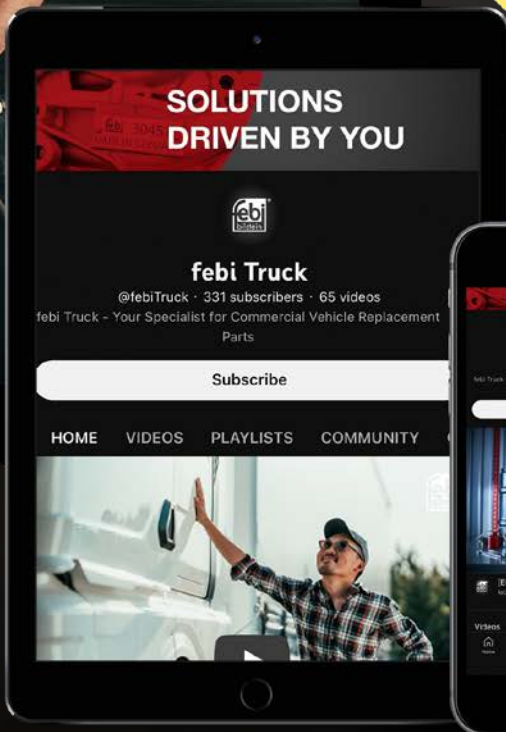 SOLUTIONS
DRIVEN BY YOU
febi
bilstein
febi Truck
@febiTruck · 331 subscribers · 65 videos
febi Truck - Your Specialist for Commercial Vehicle Replacement
Parts
Subscribe
HOME VIDEOS PLAYLISTS COMMUNITY
febi Truck
Videos
Home